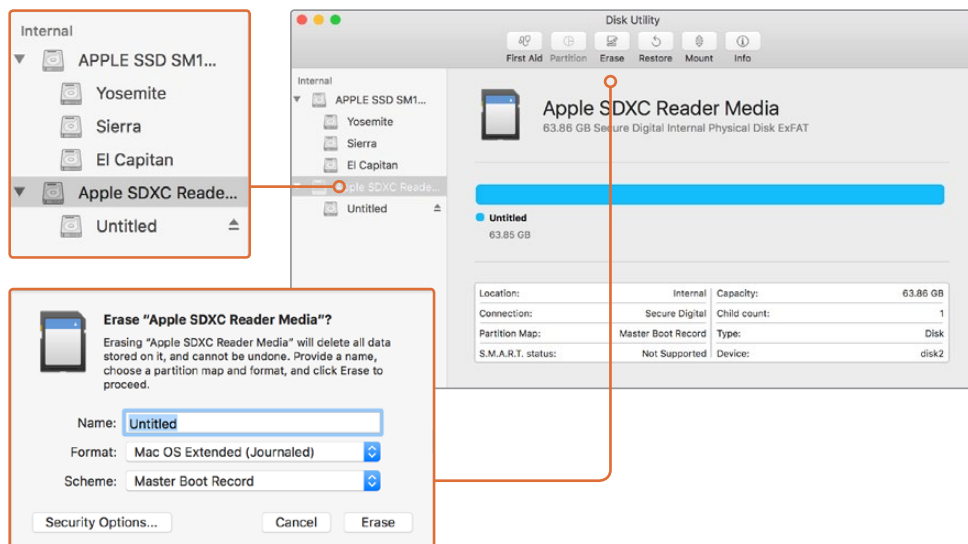 Internal
APPLE SSD SM1...
Yosemite
Sierra
El Capitan
Apple SDXC Reade...
Untitled
Disk Utility
First Aid Partition Erase Restore Mount Info
Internal
APPLE SSD SM1...
Yosemite
Sierra
El Capitan
ple SDXC Reade...
Untitled
Apple SDXC Reader Media
63.86 GB Secure Digital Internal Physical Disk ExFAT
Untitled
63.85 GB
Location: Internal Capacity: 63.86 GB
Connection: Secure Digital Child count: 1
Partition Map: Master Boot Record Type: Disk
S.M.A.R.T. status: Not Supported Device: disk2
Erase “Apple SDXC Reader Media”?
Erasing “Apple SDXC Reader Media” will delete all data
stored on it, and cannot be undone. Provide a name,
choose a partition map and format, and click Erase to
proceed.
Name: Untitled
Format: Mac OS Extended (Journaled)
Scheme: Master Boot Record
Security Options... Cancel Erase